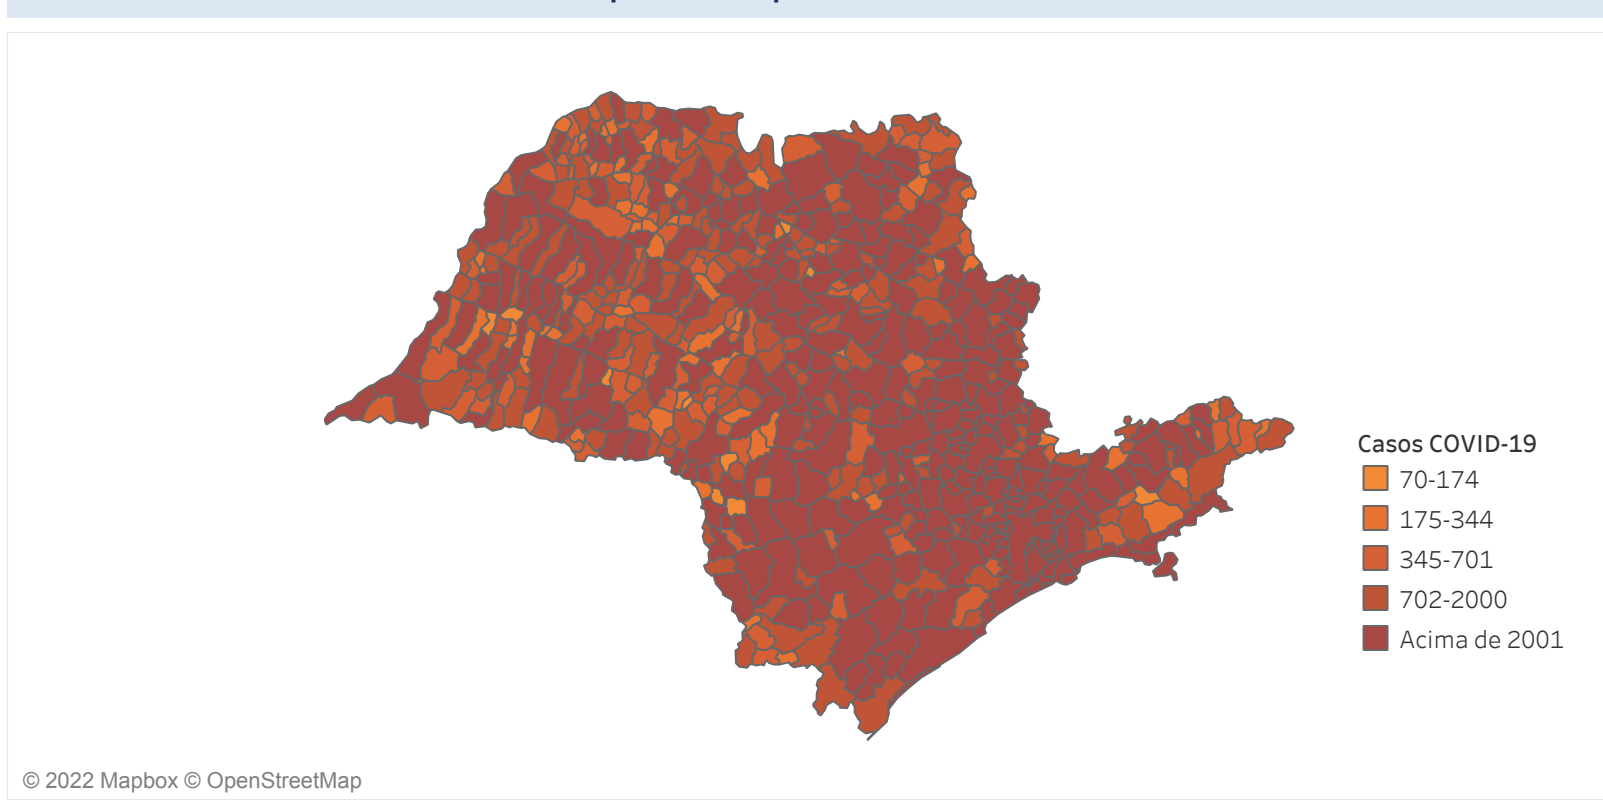 Casos COVID-19
70-174
175-344
345-701
702-2000
Acima de 2001
© 2022 Mapbox © OpenStreetMap